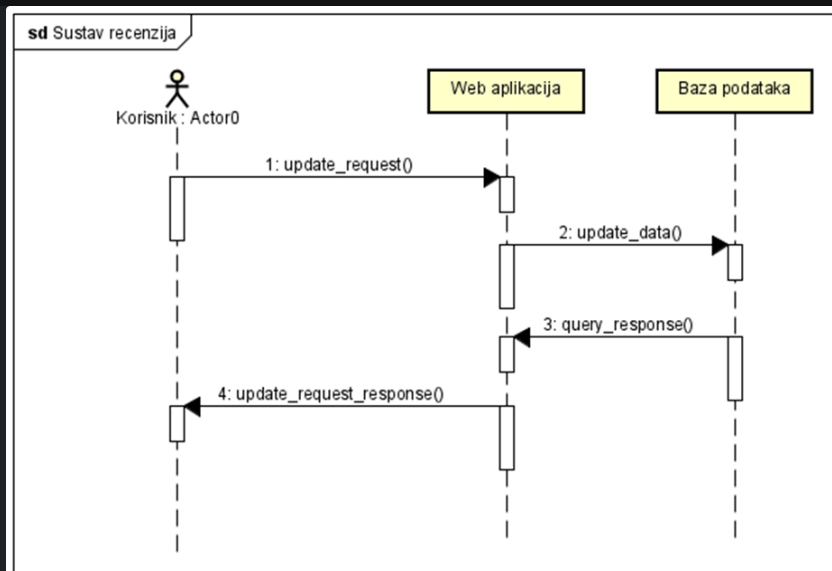 sd Sustav recenzija
Korisnik : Actor0
Web aplikacija
Baza podataka
1: update_request()
2: update_data()
3: query_response()
4: update_request_response()